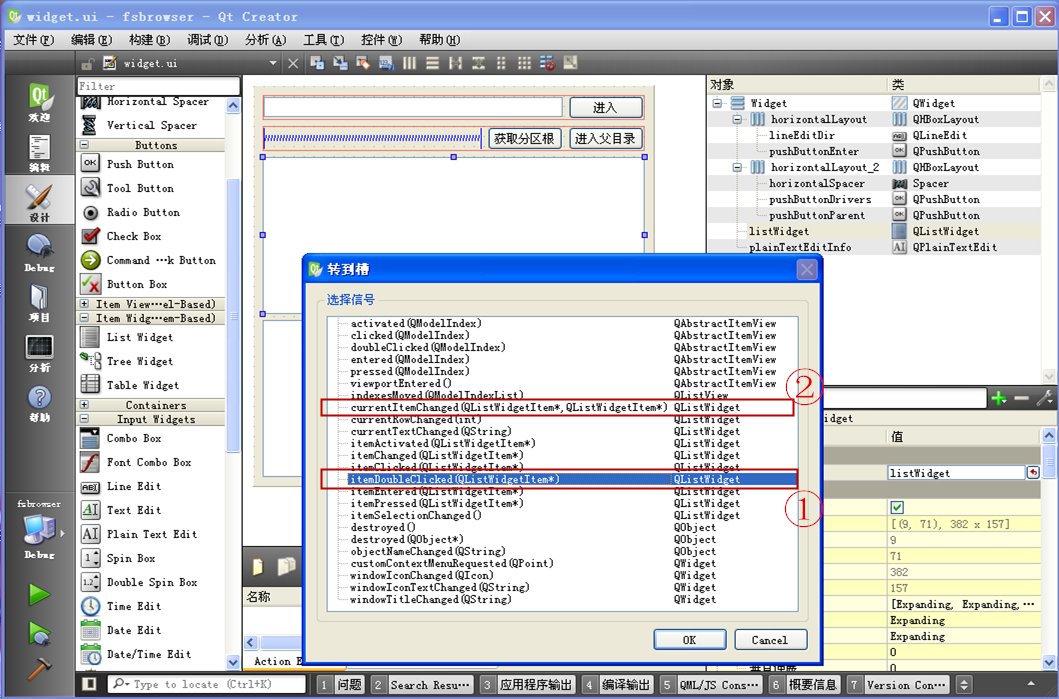 widget.ui - fsbrowser - Qt Creator
文件(F) 编辑(E) 构建(B) 调试(D) 分析(A) 工具(T) 控件(W) 帮助(H)
widget.ui
欢迎
编辑
设计
Debug
项目
分析
帮助
fsbrowser
Debug
Filter
Horizontal Spacer
Vertical Spacer
Buttons
Push Button
Tool Button
Radio Button
Check Box
Command ···k Button
Button Box
Item View···el-Based)
Item Widg···em-Based)
List Widget
Tree Widget
Table Widget
Containers
Input Widgets
Combo Box
Font Combo Box
Line Edit
Text Edit
Plain Text Edit
Spin Box
Double Spin Box
Time Edit
Date Edit
Date/Time Edit
进入
获取分区根 进入父目录
对象 类
Widget QWidget
horizontalLayout QHBoxLayout
lineEditDir QLineEdit
pushButtonEnter QPushButton
horizontalLayout_2 QHBoxLayout
horizontalSpacer Spacer
pushButtonDrivers QPushButton
pushButtonParent QPushButton
listWidget QListWidget
plainTextEditInfo QPlainTextEdit
转到槽
选择信号
activated(QModelIndex) QAbstractItemView
clicked(QModelIndex) QAbstractItemView
doubleClicked(QModelIndex) QAbstractItemView
entered(QModelIndex) QAbstractItemView
pressed(QModelIndex) QAbstractItemView
viewportEntered() QAbstractItemView
indexesMoved(QModelIndexList) QListView
currentItemChanged(QListWidgetItem*,QListWidgetItem*) QListWidget
②
currentRowChanged(int) QListWidget
currentTextChanged(QString) QListWidget
itemActivated(QListWidgetItem*) QListWidget
itemChanged(QListWidgetItem*) QListWidget
itemClicked(QListWidgetItem*) QListWidget
itemDoubleClicked(QListWidgetItem*) QListWidget
①
itemEntered(QListWidgetItem*) QListWidget
itemPressed(QListWidgetItem*) QListWidget
itemSelectionChanged() QListWidget
destroyed() QObject
destroyed(QObject*) QObject
objectNameChanged(QString) QObject
customContextMenuRequested(QPoint) QWidget
windowIconChanged(QIcon) QWidget
windowIconTextChanged(QString) QWidget
windowTitleChanged(QString) QWidget
OK Cancel
idget
值
listWidget
[(9, 71), 382 x 157]
9
71
382
157
[Expanding, Expanding,···
Expanding
Expanding
0
0
名称
Action E
Type to locate (Ctrl+K) 1 问题 2 Search Resu··· 3 应用程序输出 4 编译输出 5 QML/JS Cons··· 6 概要信息 7 Version Con···